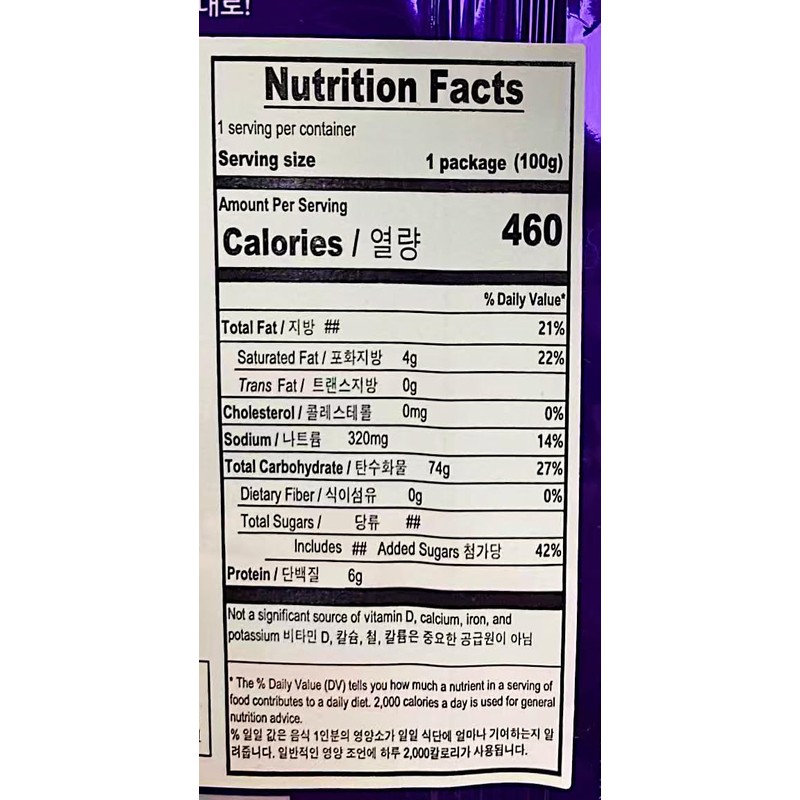 대로!
Nutrition Facts
1 serving per container
Serving size 1 package (100g)
Amount Per Serving
Calories / 열량 460
% Daily Value*
Total Fat / 지방 ## 21%
Saturated Fat / 포화지방 4g 22%
Trans Fat / 트랜스지방 0g
Cholesterol / 콜레스테롤 0mg 0%
Sodium / 나트륨 320mg 14%
Total Carbohydrate / 탄수화물 74g 27%
Dietary Fiber / 식이섬유 0g 0%
Total Sugars / 당류 ##
Includes ## Added Sugars 첨가당 42%
Protein / 단백질 6g
Not a significant source of vitamin D, calcium, iron, and
potassium 비타민 D, 칼슘, 철, 칼륨은 중요한 공급원이 아님
* The % Daily Value (DV) tells you how much a nutrient in a serving of
food contributes to a daily diet. 2,000 calories a day is used for general
nutrition advice.
% 일일 값은 음식 1인분의 영양소가 일일 식단에 얼마나 기여하는지 알
려줍니다. 일반적인 영양 조언에 하루 2,000칼로리가 사용됩니다.